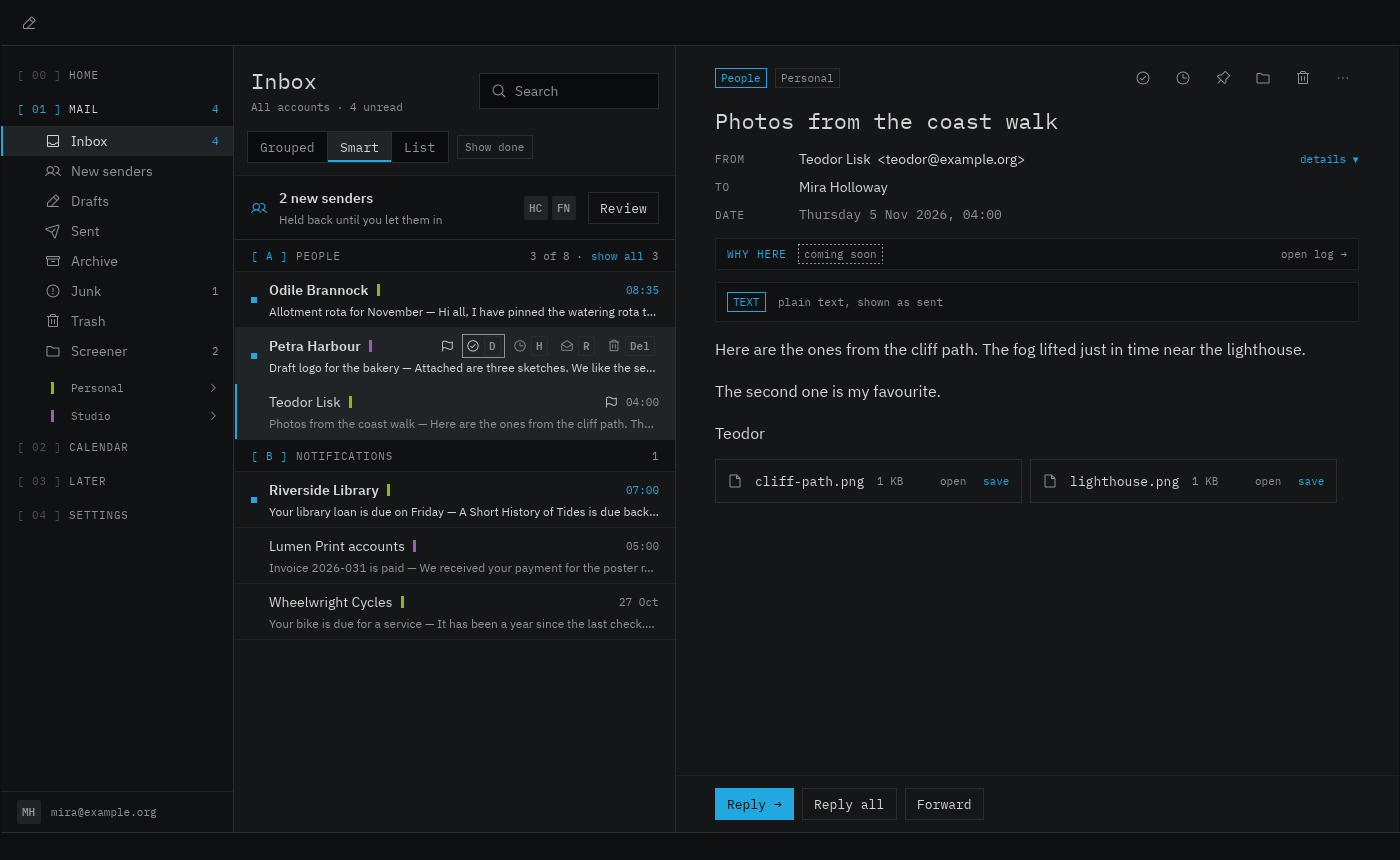 [ 00 ] HOME
[ 01 ] MAIL 4
Inbox 4
New senders
Drafts
Sent
Archive
Junk 1
Trash
Screener 2
Personal
Studio
[ 02 ] CALENDAR
[ 03 ] LATER
[ 04 ] SETTINGS
MH mira@example.org
Inbox
All accounts · 4 unread
Search
Grouped Smart List Show done
2 new senders
Held back until you let them in
HC FN Review
[ A ] PEOPLE 3 of 8 · show all 3
Odile Brannock 08:35
Allotment rota for November — Hi all, I have pinned the watering rota t…
Petra Harbour D H R Del
Draft logo for the bakery — Attached are three sketches. We like the se…
Teodor Lisk 04:00
Photos from the coast walk — Here are the ones from the cliff path. Th…
[ B ] NOTIFICATIONS 1
Riverside Library 07:00
Your library loan is due on Friday — A Short History of Tides is due back…
Lumen Print accounts 05:00
Invoice 2026-031 is paid — We received your payment for the poster r…
Wheelwright Cycles 27 Oct
Your bike is due for a service — It has been a year since the last check.…
People Personal
Photos from the coast walk
FROM Teodor Lisk <teodor@example.org> details ▾
TO Mira Holloway
DATE Thursday 5 Nov 2026, 04:00
WHY HERE coming soon open log →
TEXT plain text, shown as sent
Here are the ones from the cliff path. The fog lifted just in time near the lighthouse.
The second one is my favourite.
Teodor
cliff-path.png 1 KB open save
lighthouse.png 1 KB open save
Reply → Reply all Forward